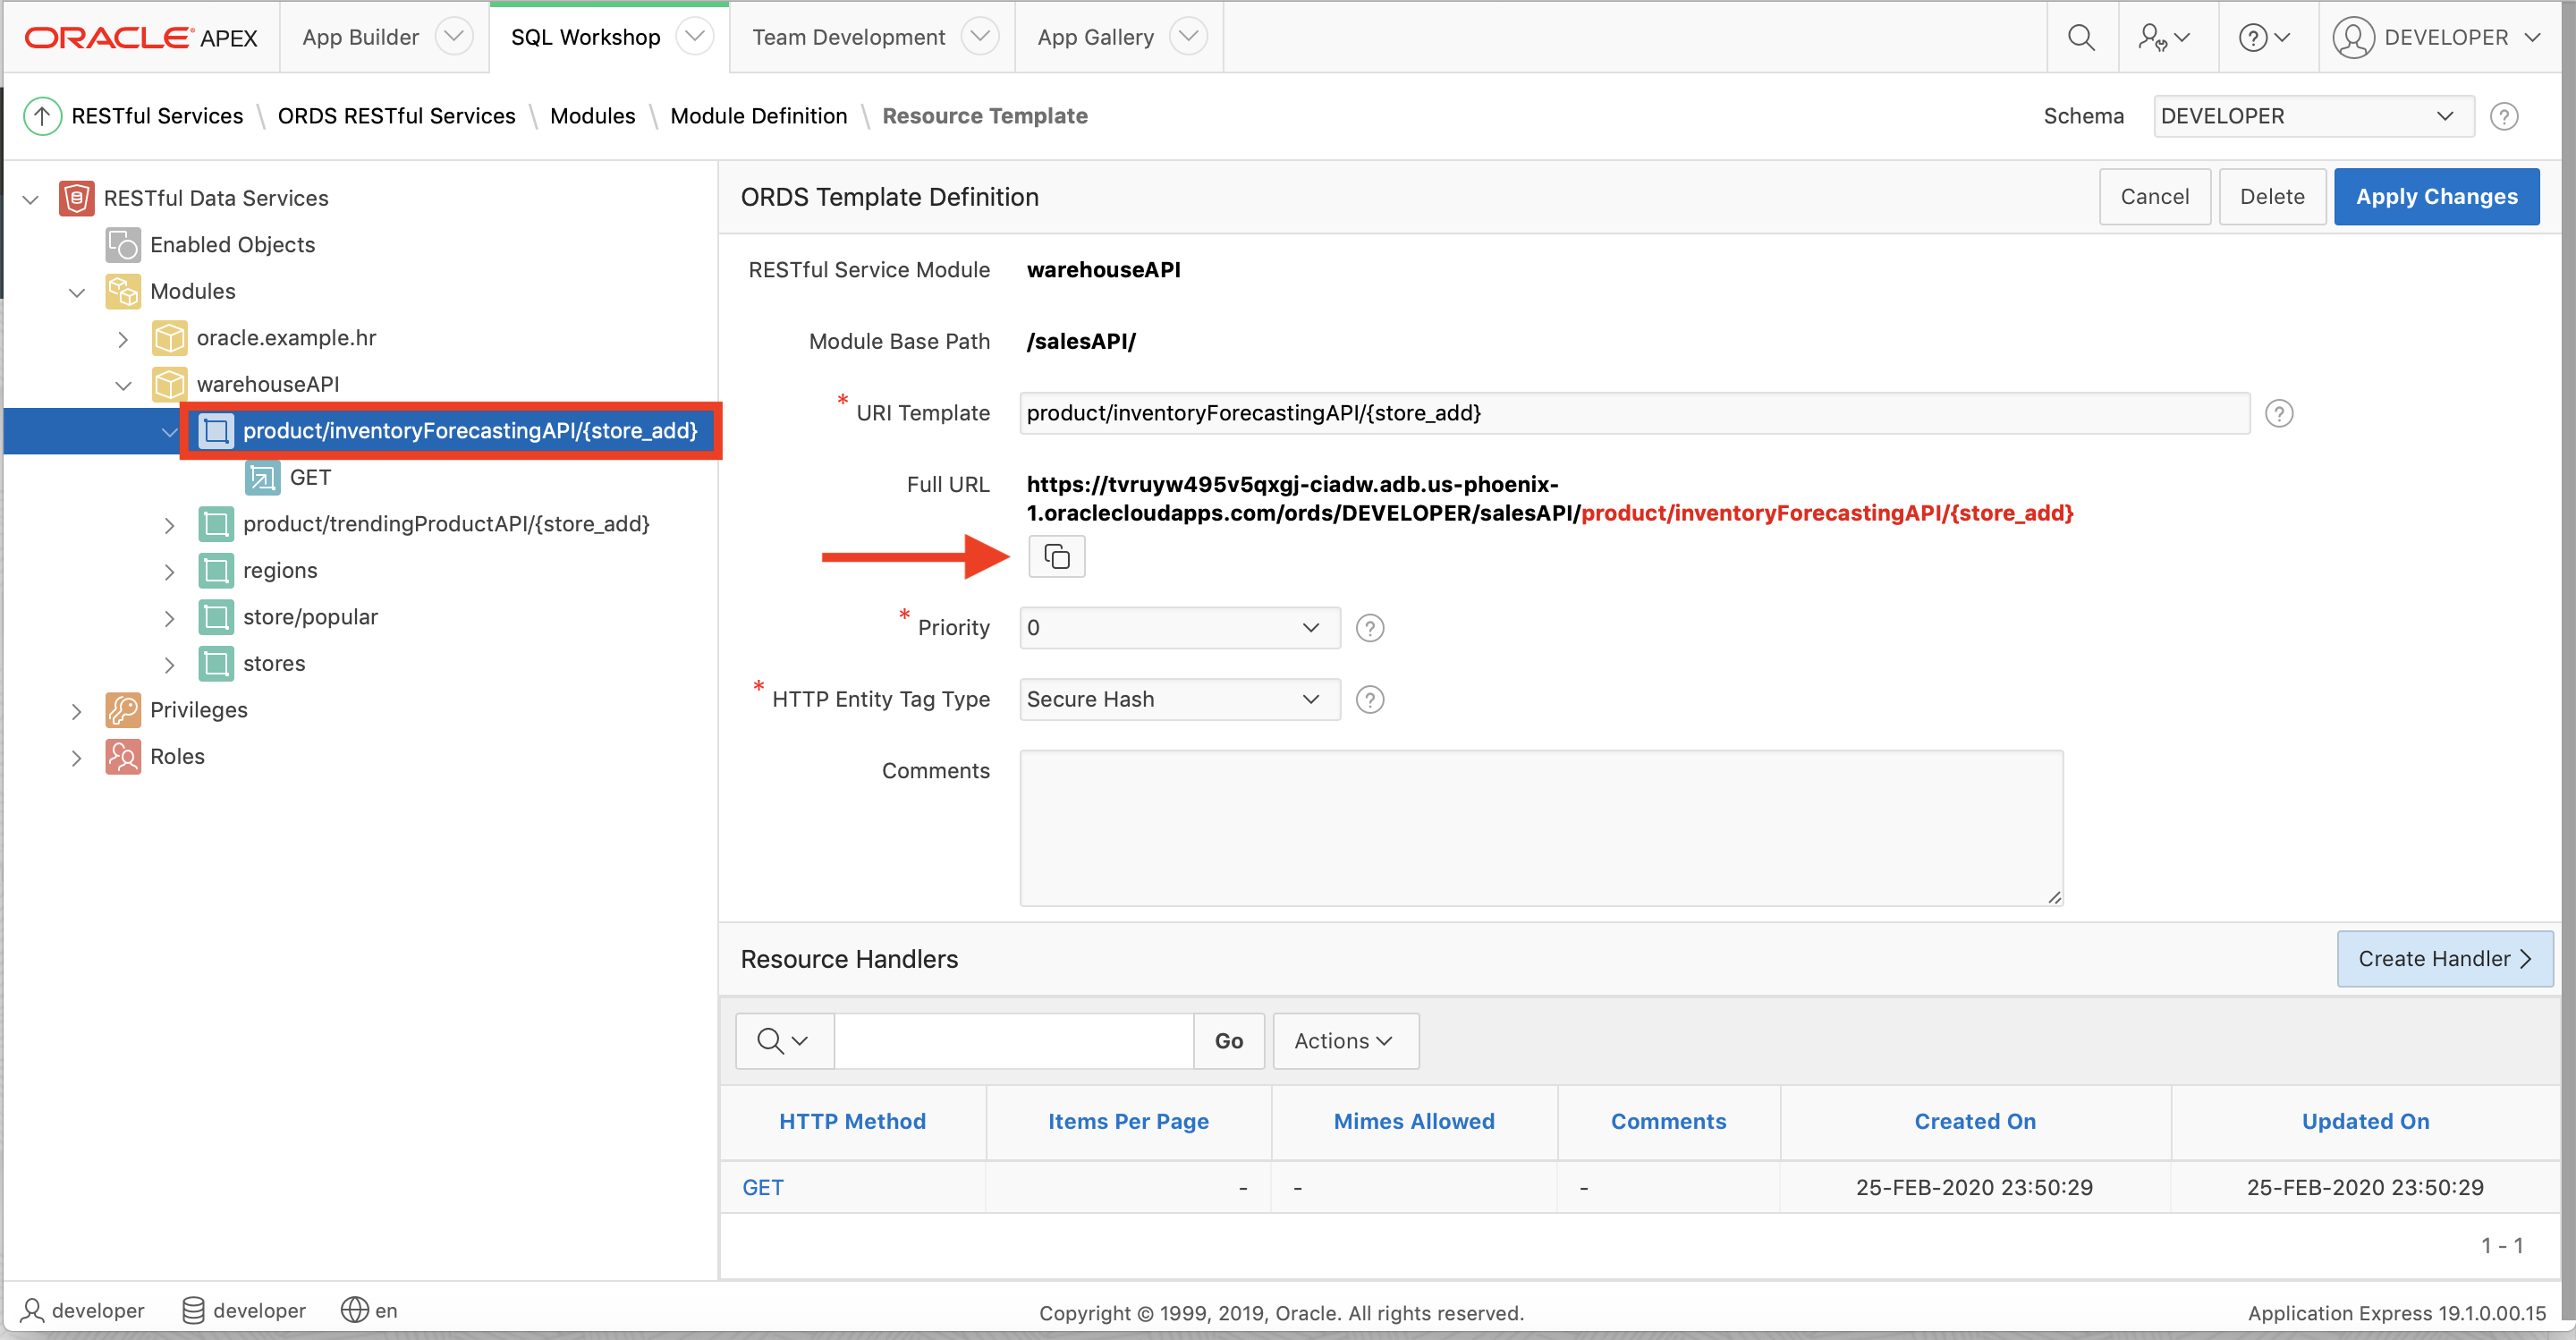 ORACLE APEX App Builder SQL Workshop Team Development App Gallery DEVELOPER
RESTful Services \ ORDS RESTful Services \ Modules \ Module Definition \ Resource Template Schema DEVELOPER
RESTful Data Services
Enabled Objects
Modules
oracle.example.hr
warehouseAPI
product/inventoryForecastingAPI/{store_add}
GET
product/trendingProductAPI/{store_add}
regions
store/popular
stores
Privileges
Roles
ORDS Template Definition Cancel Delete Apply Changes
RESTful Service Module warehouseAPI
Module Base Path /salesAPI/
* URI Template product/inventoryForecastingAPI/{store_add}
Full URL https://tvruyw495v5qxgj-ciadw.adb.us-phoenix-
1.oraclecloudapps.com/ords/DEVELOPER/salesAPI/product/inventoryForecastingAPI/{store_add}
* Priority 0
* HTTP Entity Tag Type Secure Hash
Comments
Resource Handlers Create Handler
Go Actions
HTTP Method Items Per Page Mimes Allowed Comments Created On Updated On
GET - - - 25-FEB-2020 23:50:29 25-FEB-2020 23:50:29
1 - 1
developer developer en Copyright © 1999, 2019, Oracle. All rights reserved. Application Express 19.1.0.00.15